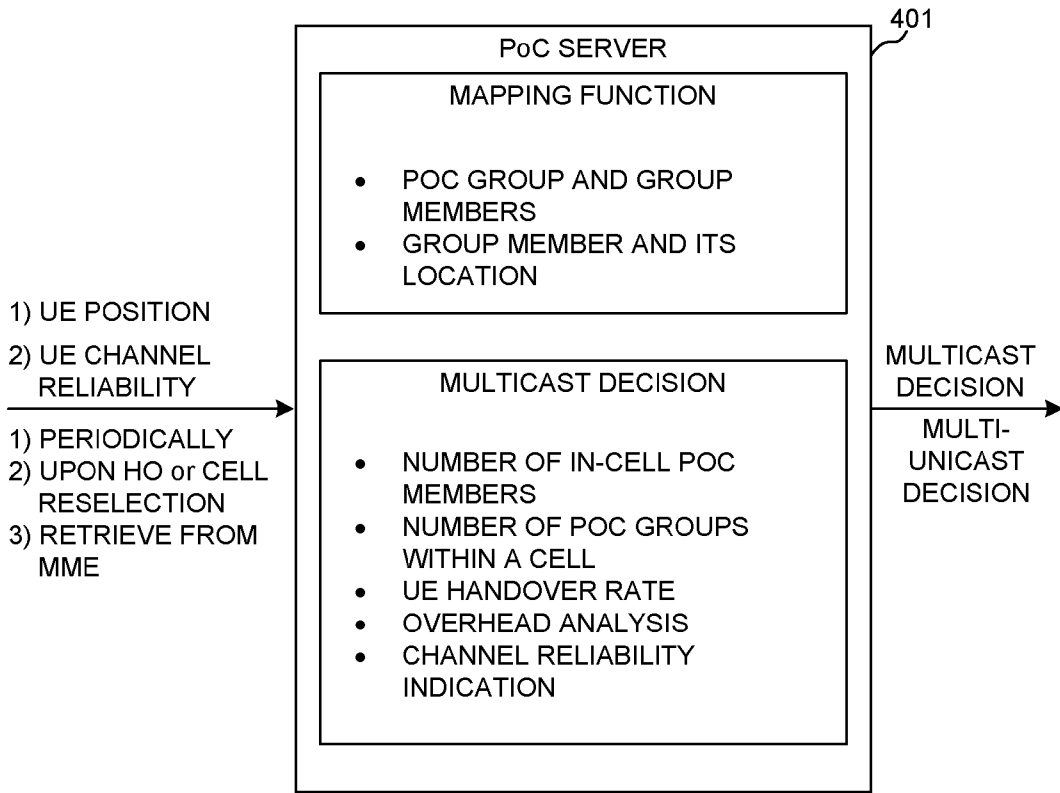 401
PoC SERVER
MAPPING FUNCTION
• POC GROUP AND GROUP
MEMBERS
• GROUP MEMBER AND ITS
LOCATION
1) UE POSITION
2) UE CHANNEL
RELIABILITY
1) PERIODICALLY
2) UPON HO or CELL
RESELECTION
3) RETRIEVE FROM
MME
MULTICAST DECISION
• NUMBER OF IN-CELL POC
MEMBERS
• NUMBER OF POC GROUPS
WITHIN A CELL
• UE HANDOVER RATE
• OVERHEAD ANALYSIS
• CHANNEL RELIABILITY
INDICATION
MULTICAST
DECISION
MULTI-
UNICAST
DECISION